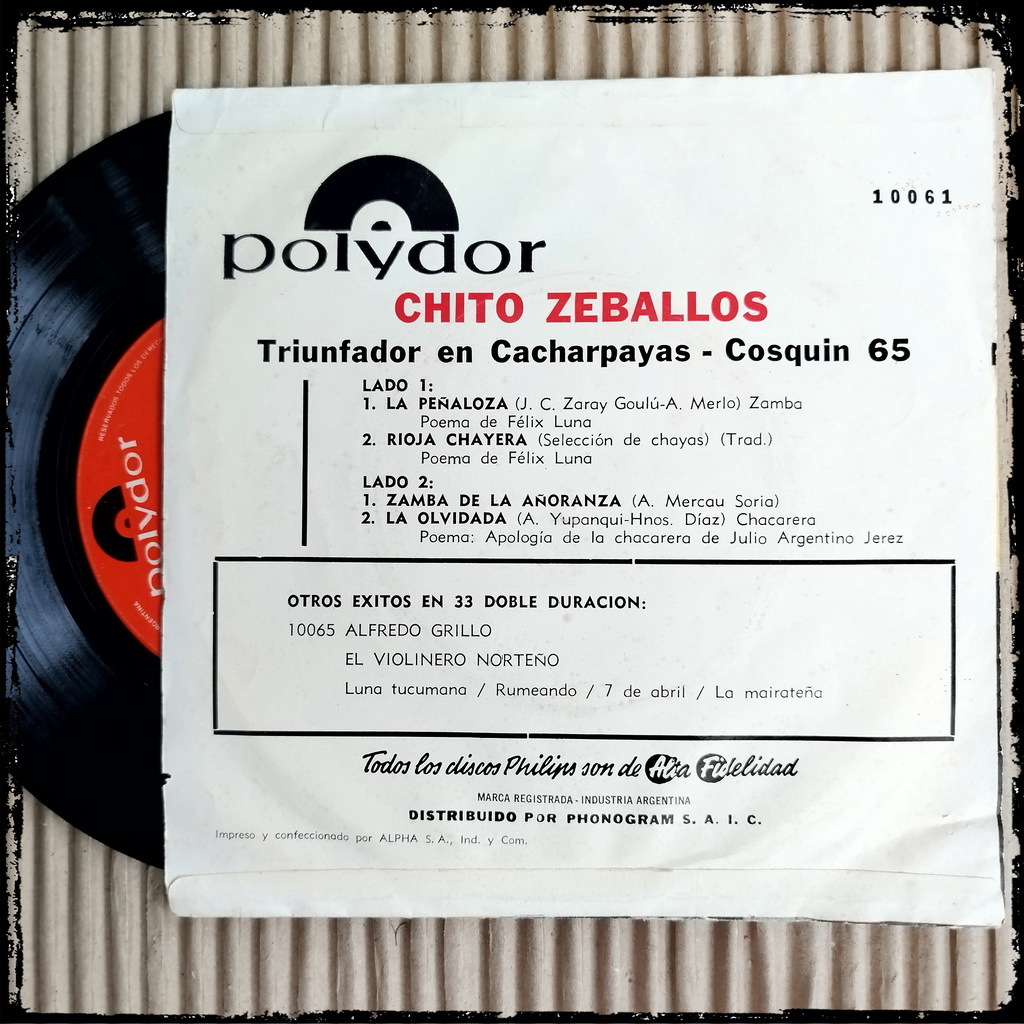 10061
polydor
CHITO ZEBALLOS
Triunfador en Cacharpayas - Cosquin 65
LADO 1:
1. LA PEÑALOZA (J. C. Zaray Goulú-A. Merlo) Zamba
Poema de Félix Luna
2. RIOJA CHAYERA (Selección de chayas) (Trad.)
Poema de Félix Luna
LADO 2:
1. ZAMBA DE LA AÑORANZA (A. Mercau Soria)
2. LA OLVIDADA (A. Yupanqui-Hnos. Díaz) Chacarera
Poema: Apología de la chacarera de Julio Argentino Jerez
OTROS EXITOS EN 33 DOBLE DURACION:
10065 ALFREDO GRILLO
EL VIOLINERO NORTEÑO
Luna tucumana / Rumeando / 7 de abril / La mairateña
Todos los discos Philips son de Alta Fidelidad
MARCA REGISTRADA - INDUSTRIA ARGENTINA
DISTRIBUIDO POR PHONOGRAM S. A. I. C.
Impreso y confeccionado por ALPHA S. A., Ind. y Com.
RESERVADOS TODOS LOS
polydor